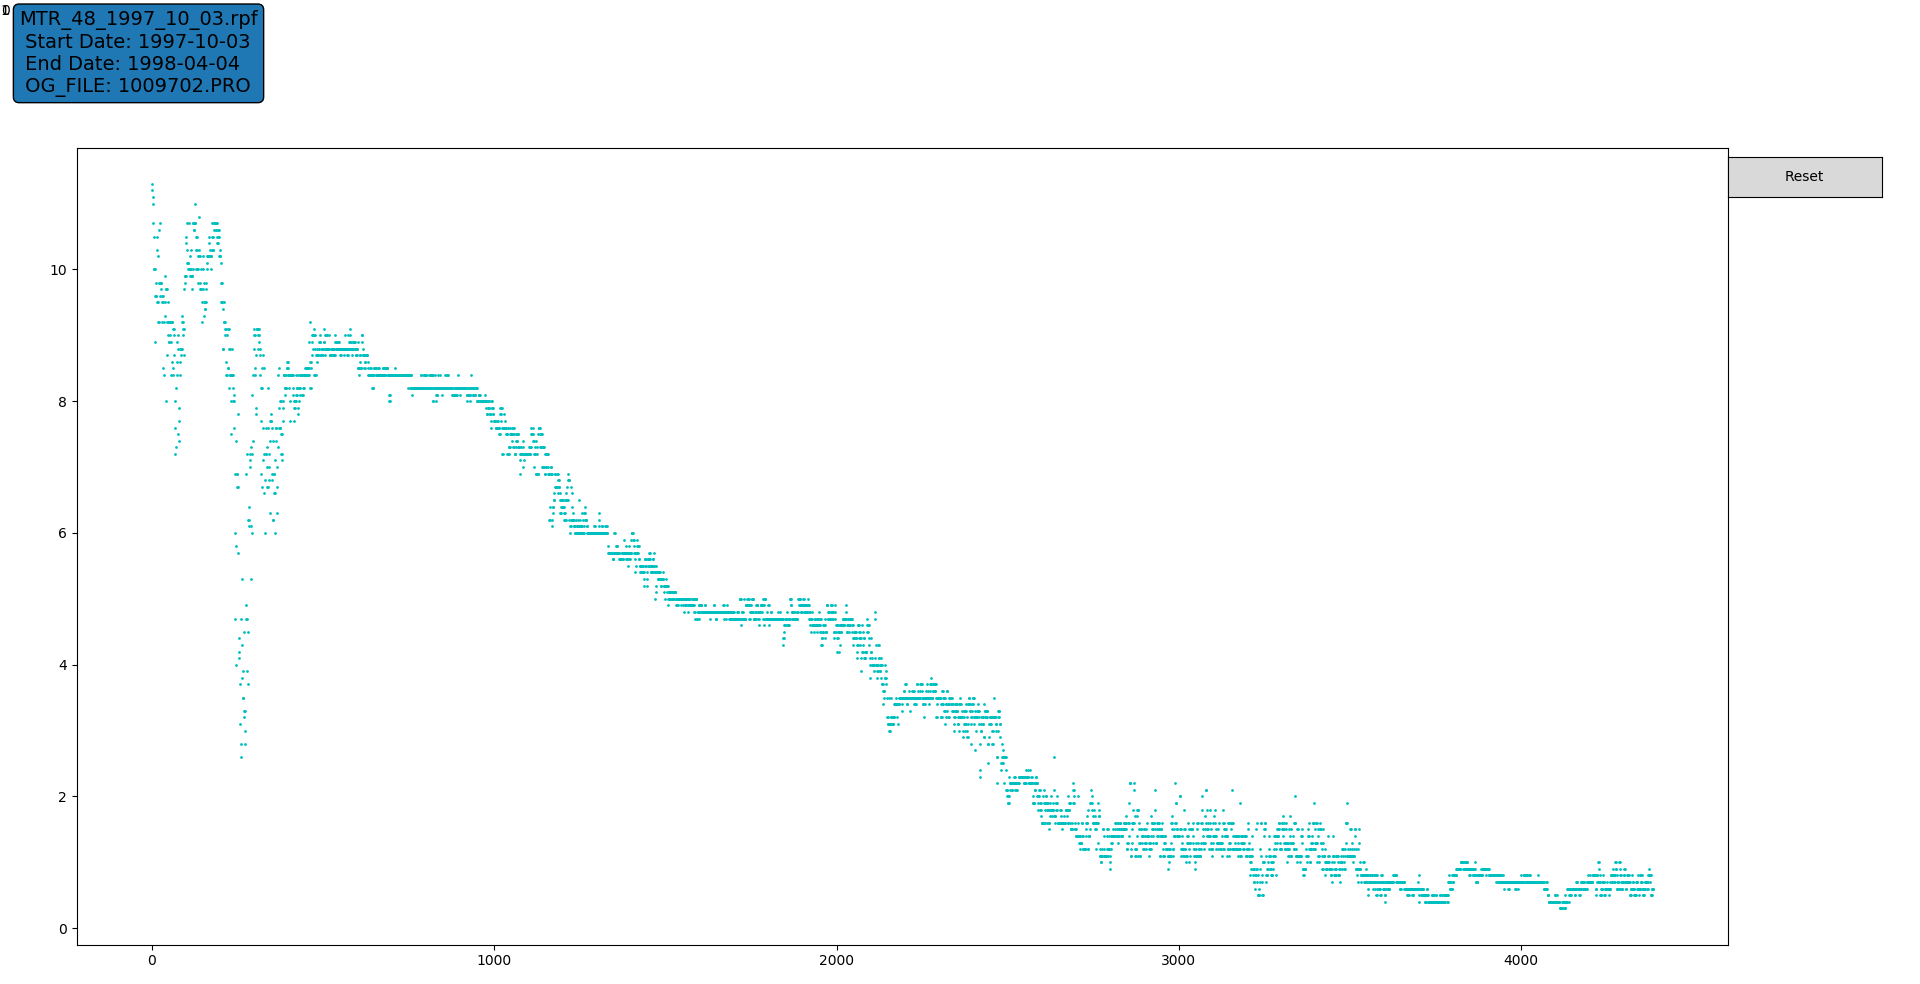 MTR_48_1997_10_03.rpf
Start Date: 1997-10-03
End Date: 1998-04-04
OG_FILE: 1009702.PRO
Reset
10
8
6
4
2
0
0 1000 2000 3000 4000